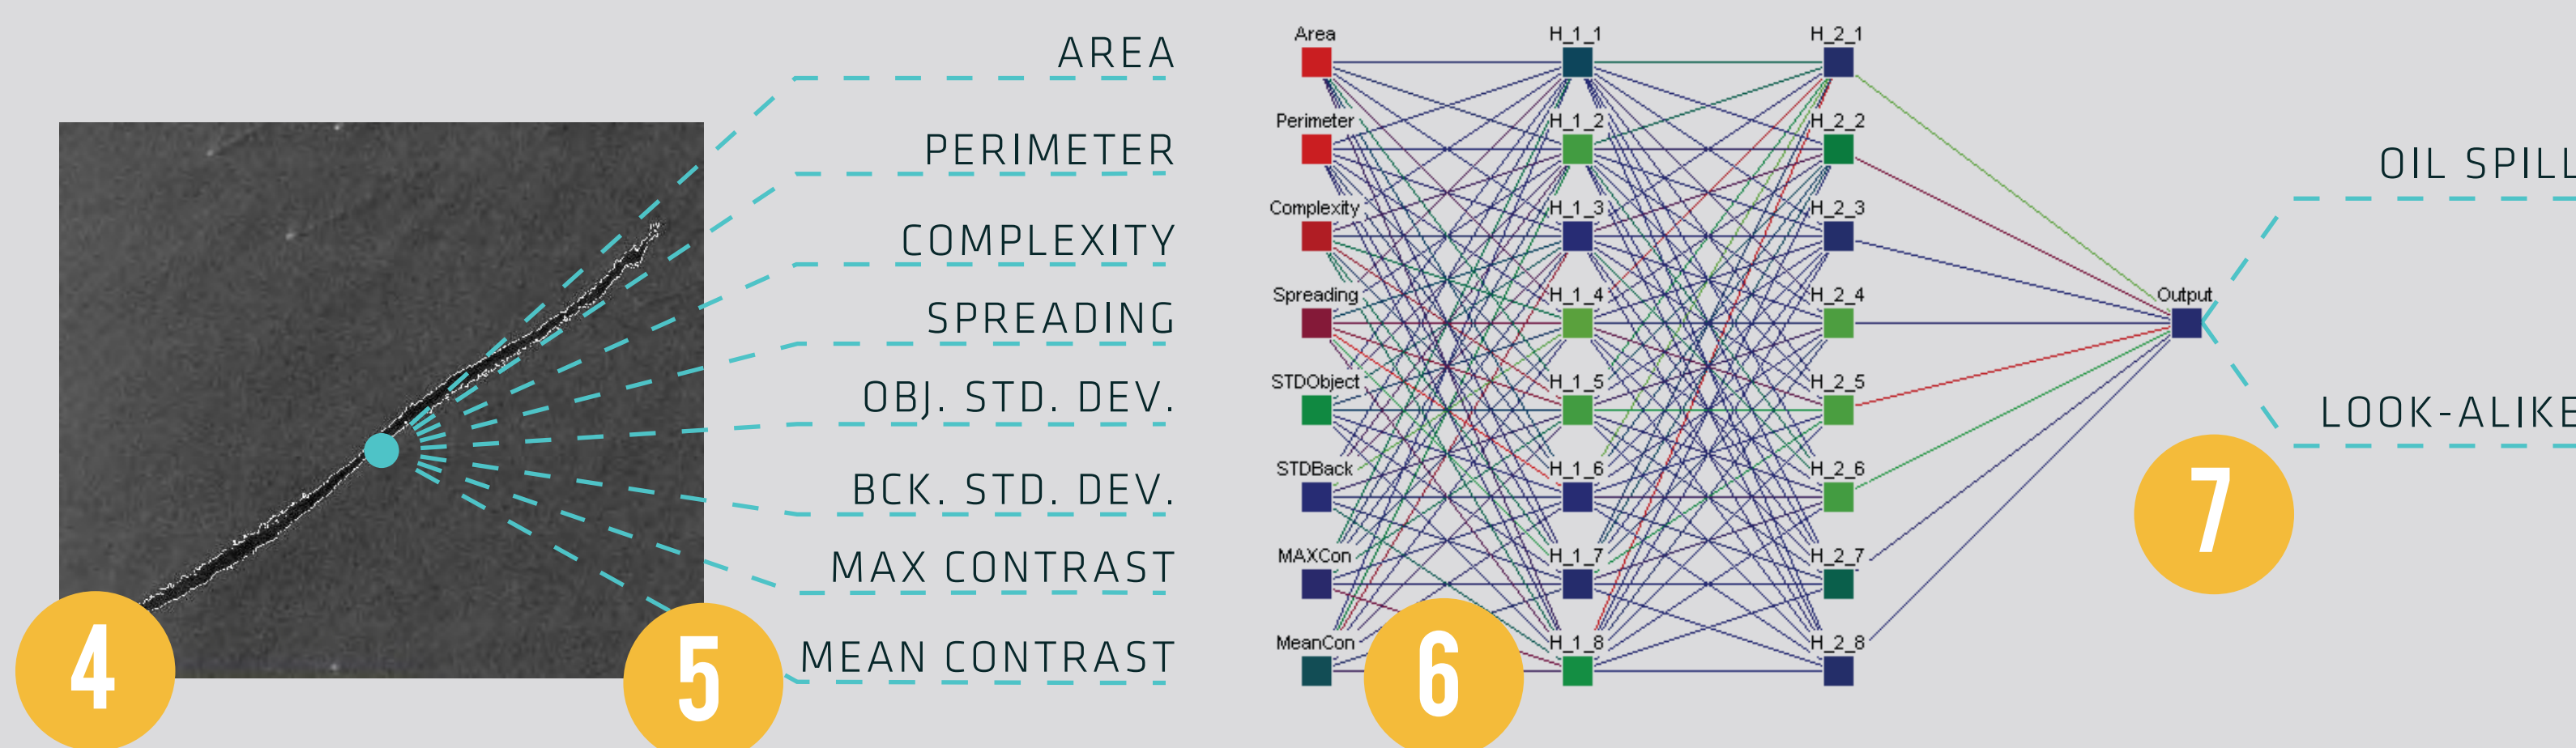 AREA
PERIMETER
COMPLEXITY
SPREADING
OBJ. STD. DEV.
BCK. STD. DEV.
MAX CONTRAST
MEAN CONTRAST
4
5
Area
H_1_1
H_2_1
Perimeter
H_1_2
H_2_2
Complexity
H_1_3
H_2_3
Spreading
H_1_4
H_2_4
Output
STDObject
H_1_5
H_2_5
STDBack
H_1_6
H_2_6
MAXCon
H_1_7
H_2_7
MeanCon
H_1_8
H_2_8
6
OIL SPILL
LOOK-ALIKE
7